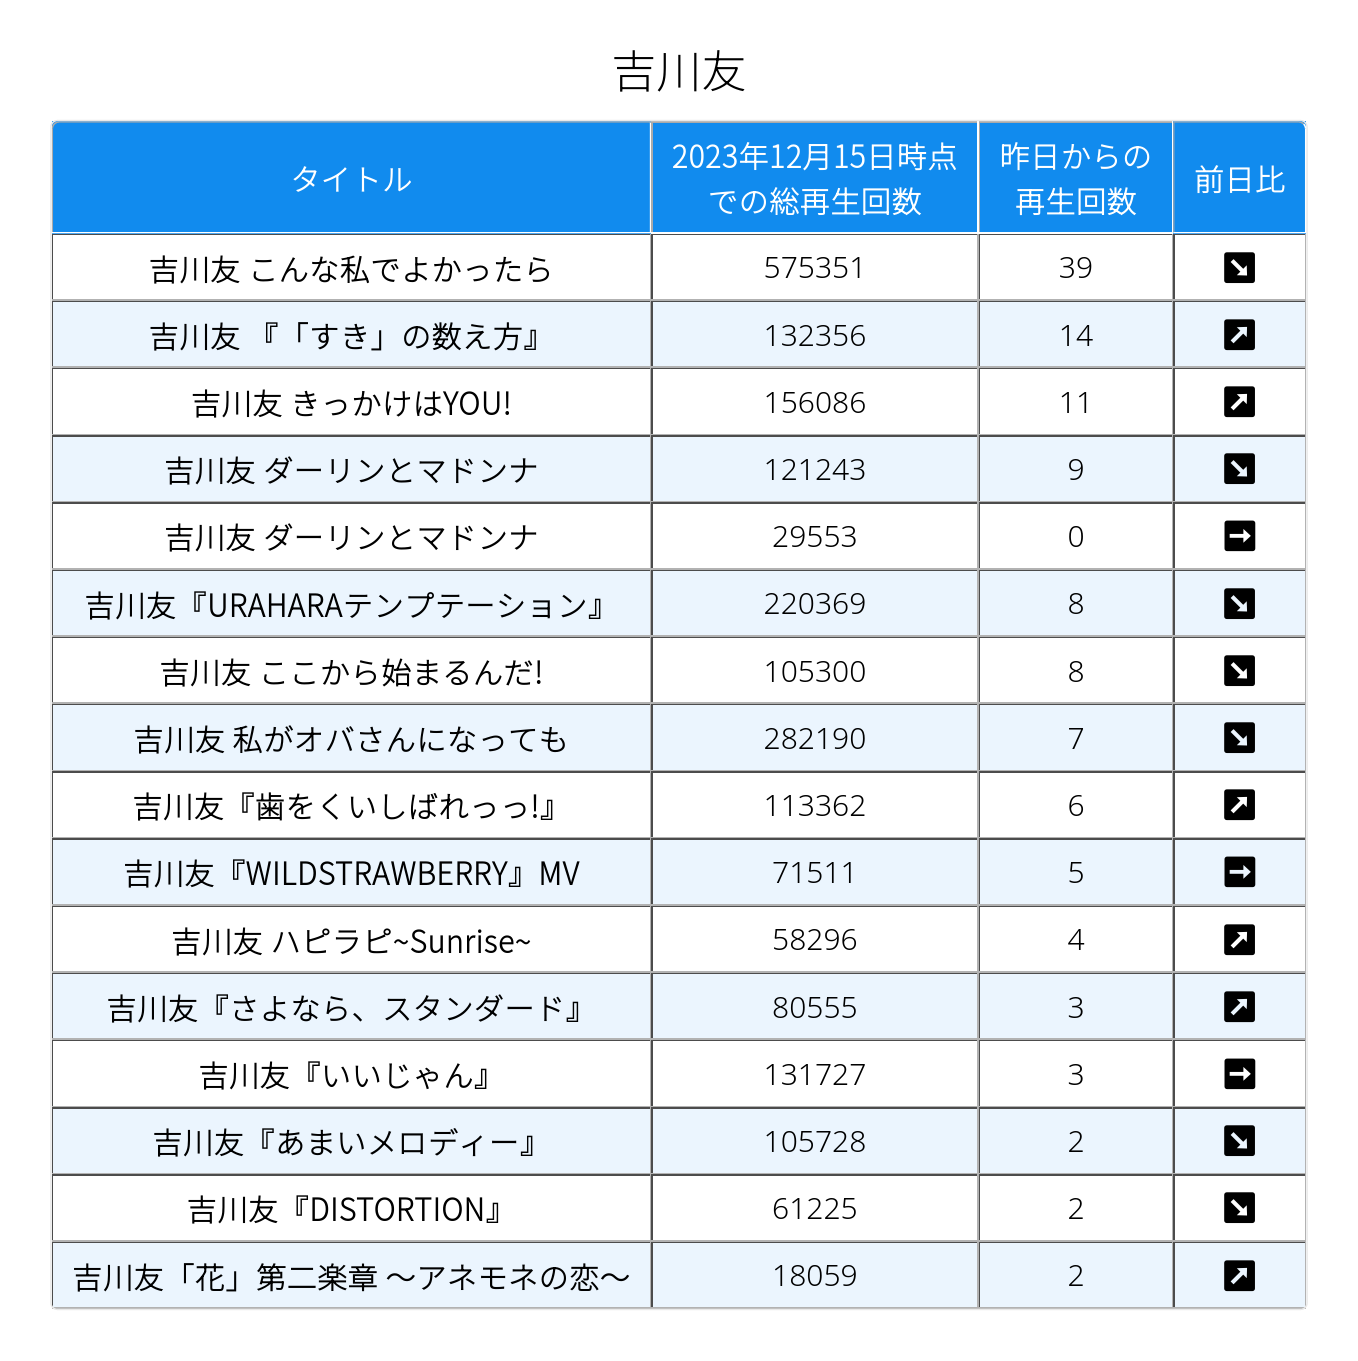 吉川友
タイトル 2023年12月15日時点での総再生回数 昨日からの再生回数 前日比
吉川友 こんな私でよかったら 575351 39 ↘
吉川友 『「すき」の数え方』 132356 14 ↗
吉川友 きっかけはYOU! 156086 11 ↗
吉川友 ダーリンとマドンナ 121243 9 ↘
吉川友 ダーリンとマドンナ 29553 0 →
吉川友『URAHARAテンプテーション』 220369 8 ↘
吉川友 ここから始まるんだ! 105300 8 ↘
吉川友 私がオバさんになっても 282190 7 ↘
吉川友『歯をくいしばれっっ!』 113362 6 ↗
吉川友『WILDSTRAWBERRY』MV 71511 5 →
吉川友 ハピラピ~Sunrise~ 58296 4 ↗
吉川友『さよなら、スタンダード』 80555 3 ↗
吉川友『いいじゃん』 131727 3 →
吉川友『あまいメロディー』 105728 2 ↘
吉川友『DISTORTION』 61225 2 ↘
吉川友「花」第二楽章 〜アネモネの恋〜 18059 2 ↗